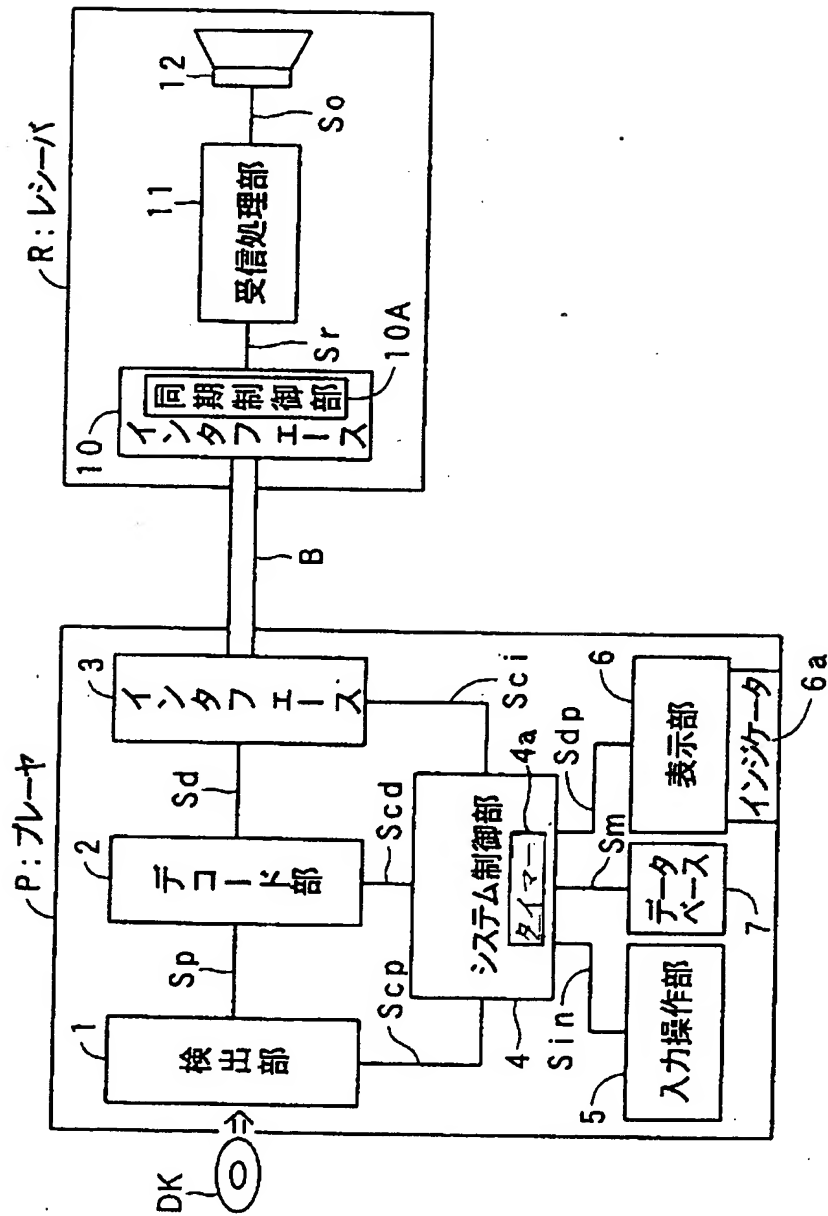 P:プレーヤ
DK
1
検出部
Sp
2
デコード部
Sd
3
インタフェース
Scp
Scd
Sci
4
システム制御部
タイマー
4a
Sin
Sm
Sdp
5
入力操作部
データ
ベース
7
6
表示部
インジケータ
6a
B
R:レシーバ
10
インタフェース
同期制御部
10A
Sr
11
受信処理部
So
12